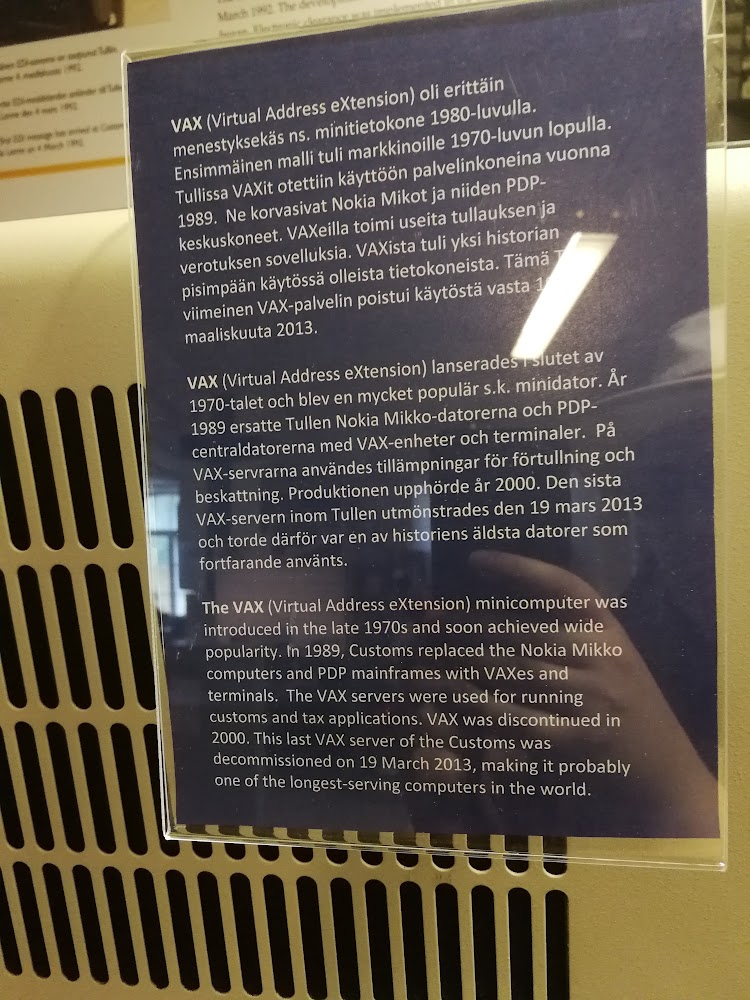 March 1992. The
4 March 1992.
VAX (Virtual Address eXtension) oli erittäin
menestyksekäs ns. minitietokone 1980-luvulla.
Ensimmäinen malli tuli markkinoille 1970-luvun lopulla.
Tullissa VAXit otettiin käyttöön palvelinkoneina vuonna
1989. Ne korvasivat Nokia Mikot ja niiden PDP-
keskuskoneet. VAXeilla toimi useita tullauksen ja
verotuksen sovelluksia. VAXista tuli yksi historian
pisimpään käytössä olleista tietokoneista. Tämä
viimeinen VAX-palvelin poistui käytöstä vasta
maaliskuuta 2013.
VAX (Virtual Address eXtension) lanserades i slutet av
1970-talet och blev en mycket populär s.k. minidator. År
1989 ersatte Tullen Nokia Mikko-datorerna och PDP-
centraldatorerna med VAX-enheter och terminaler. På
VAX-servrarna användes tillämpningar för förtullning och
beskattning. Produktionen upphörde år 2000. Den sista
VAX-servern inom Tullen utmönstrades den 19 mars 2013
och torde därför var en av historiens äldsta datorer som
fortfarande använts.
The VAX (Virtual Address eXtension) minicomputer was
introduced in the late 1970s and soon achieved wide
popularity. In 1989, Customs replaced the Nokia Mikko
computers and PDP mainframes with VAXes and
terminals. The VAX servers were used for running
customs and tax applications. VAX was discontinued in
2000. This last VAX server of the Customs was
decommissioned on 19 March 2013, making it probably
one of the longest-serving computers in the world.